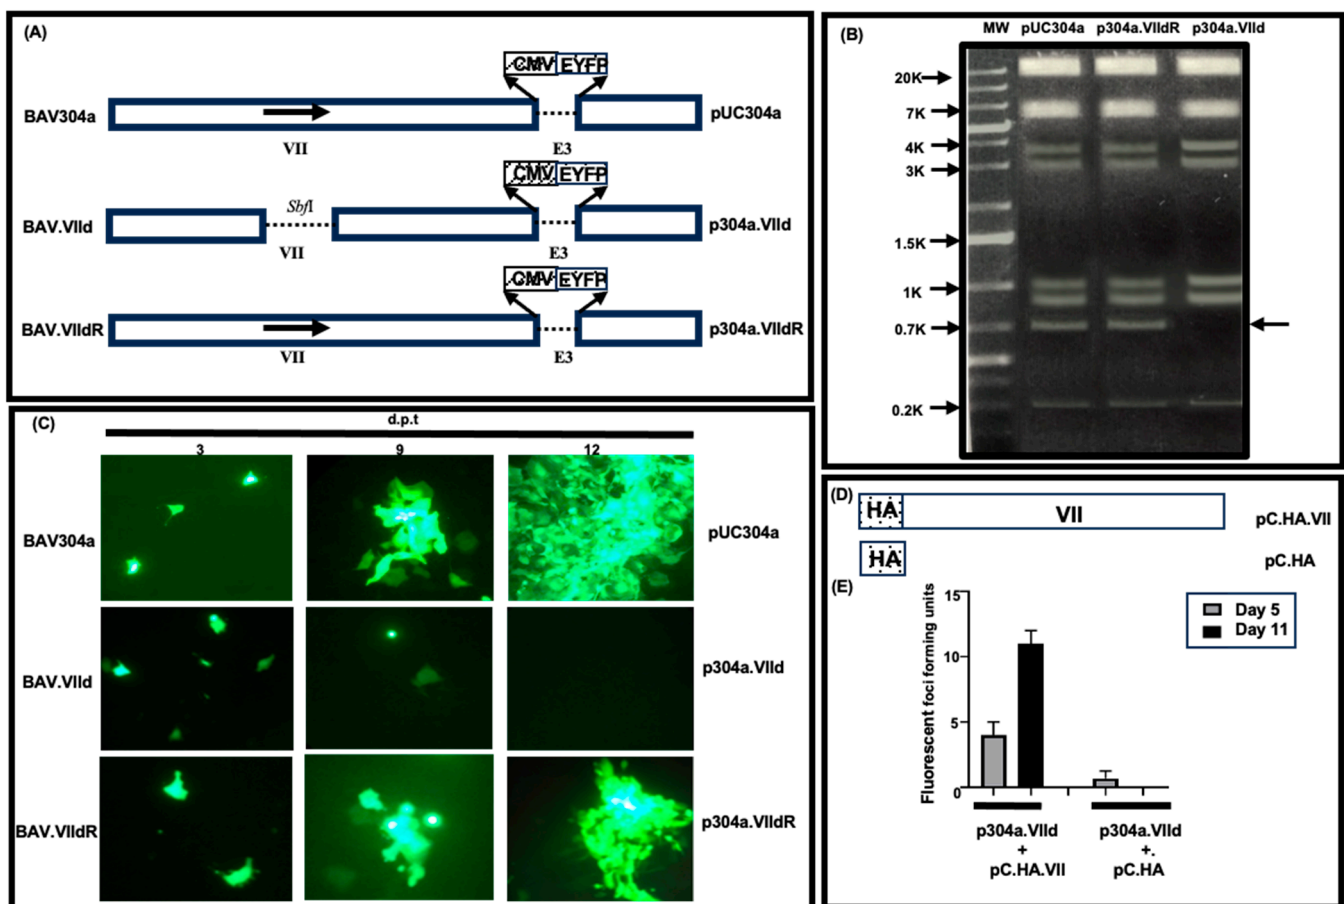 (A)
CMV EYFP
BAV304a
pUC304a
VII
E3
CMV EYFP
SbfI
BAV.VIId
p304a.VIId
VII
E3
CMV EYFP
BAV.VIIdR
p304a.VIIdR
VII
E3
(B)
MW pUC304a p304a.VIIdR p304a.VIId
20K
7K
4K
3K
1.5K
1K
0.7K
0.2K
(C)
d.p.t
3 9 12
BAV304a
pUC304a
BAV.VIId
p304a.VIId
BAV.VIIdR
p304a.VIIdR
(D)
HA VII
pC.HA.VII
HA
pC.HA
(E)
Fluorescent foci forming units
15
10
5
0
Day 5
Day 11
p304a.VIId
+
pC.HA.VII
p304a.VIId
+.
pC.HA